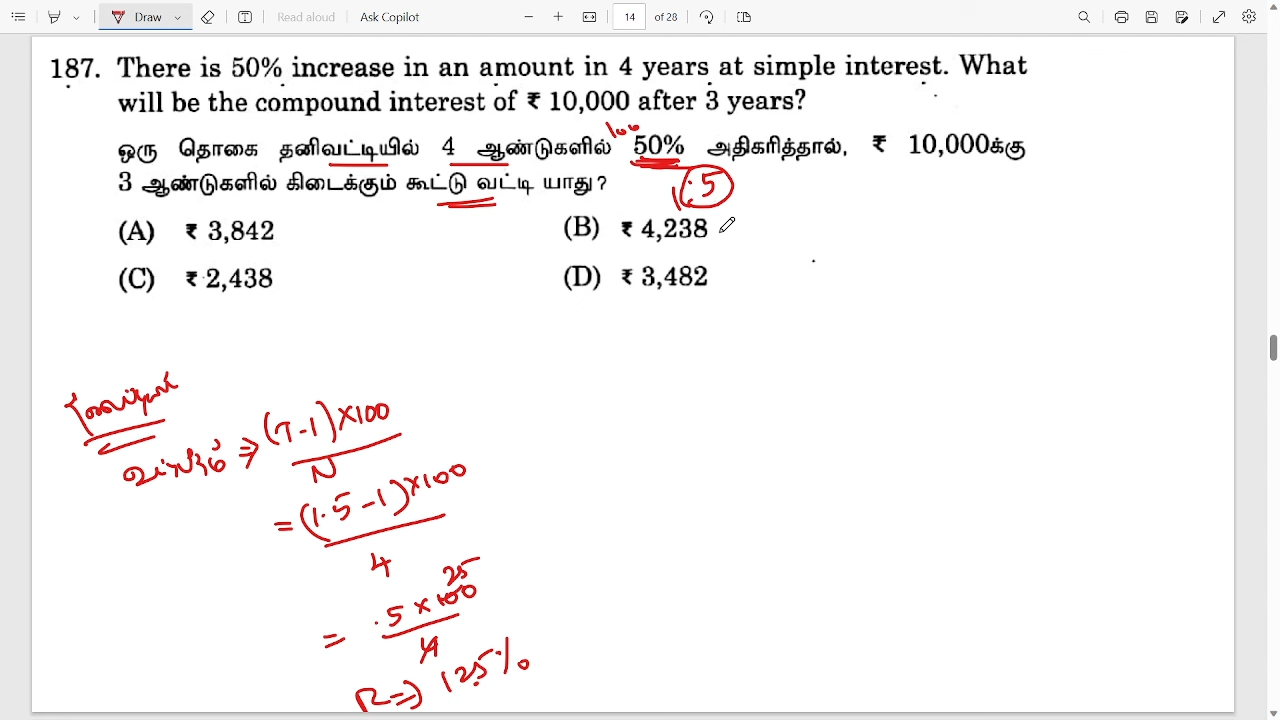 Draw
Read aloud
Ask Copilot
14 of 28
187. There is 50% increase in an amount in 4 years at simple interest. What
will be the compound interest of ₹ 10,000 after 3 years?
100
ஒரு தொகை தனிவட்டியில் 4 ஆண்டுகளில் 50% அதிகரித்தால், ₹ 10,000க்கு
3 ஆண்டுகளில் கிடைக்கும் கூட்டு வட்டி யாது?
1.5
(A) ₹ 3,842
(B) ₹ 4,238
(C) ₹ 2,438
(D) ₹ 3,482
⇒ (T-1)×100
N
= (1.5-1)×100
4
25
= .5×100
4
R⇒ 12.5%